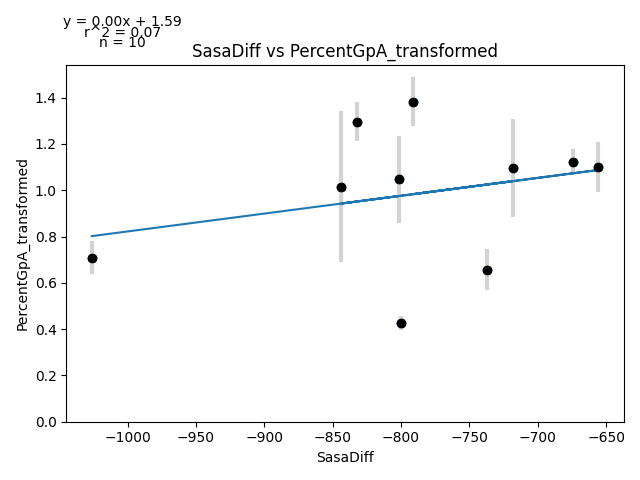 y = 0.00x + 1.59
r^2 = 0.07
n = 10
SasaDiff vs PercentGpA_transformed
PercentGpA_transformed
1.4
1.2
1.0
0.8
0.6
0.4
0.2
0.0
−1000 −950 −900 −850 −800 −750 −700 −650
SasaDiff